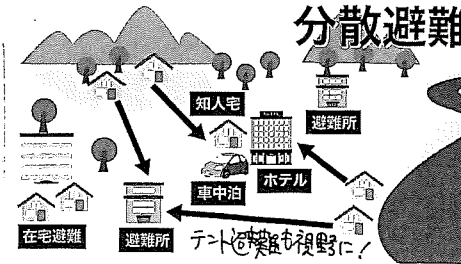 分散避難
知人宅
避難所
ホテル
車中泊
在宅避難
避難所
テント避難も視野に!